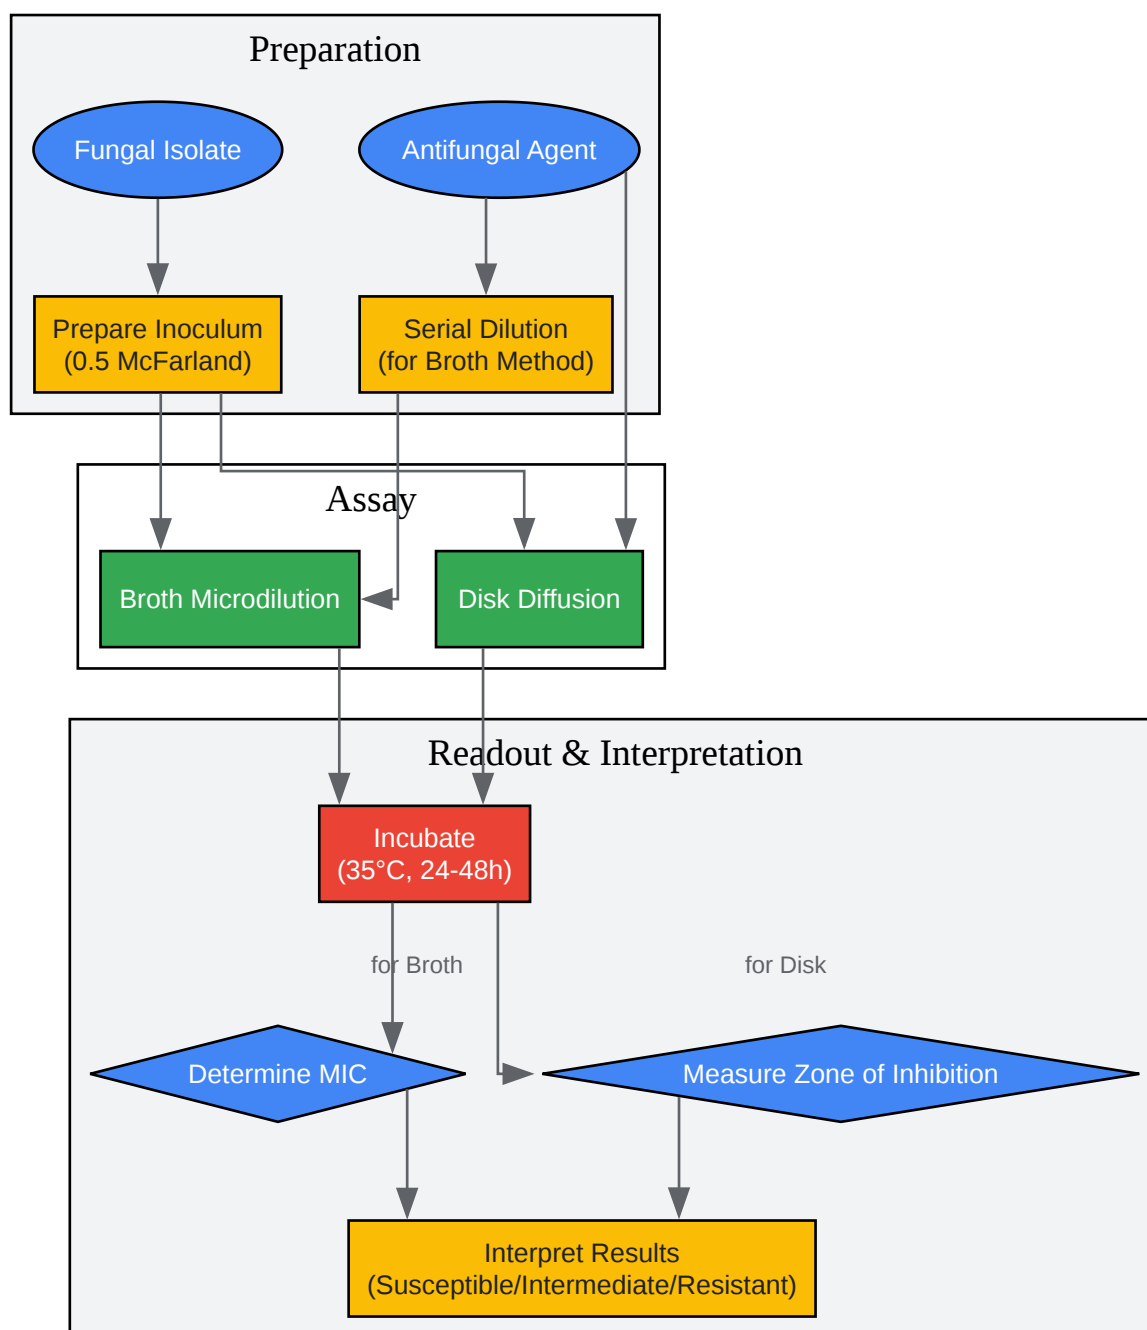 Preparation
Fungal Isolate
Antifungal Agent
Prepare Inoculum
(0.5 McFarland)
Serial Dilution
(for Broth Method)
Assay
Broth Microdilution
Disk Diffusion
Readout & Interpretation
Incubate
(35°C, 24-48h)
for Broth
for Disk
Determine MIC
Measure Zone of Inhibition
Interpret Results
(Susceptible/Intermediate/Resistant)